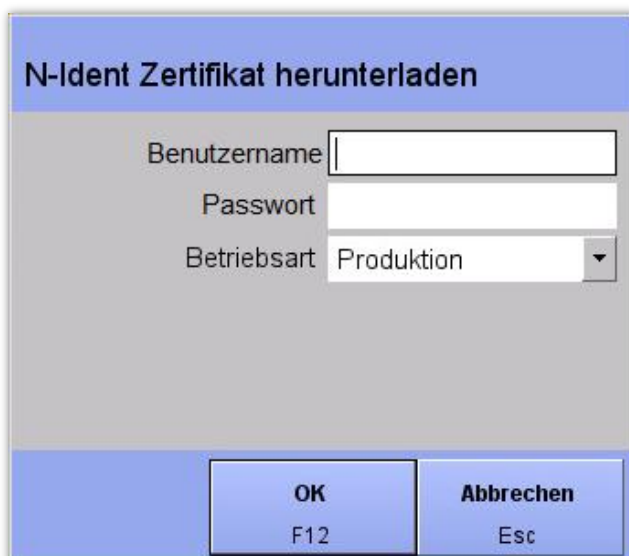 N-Ident Zertifikat herunterladen
Benutzername
Passwort
Betriebsart Produktion
OK Abbrechen
F12 Esc